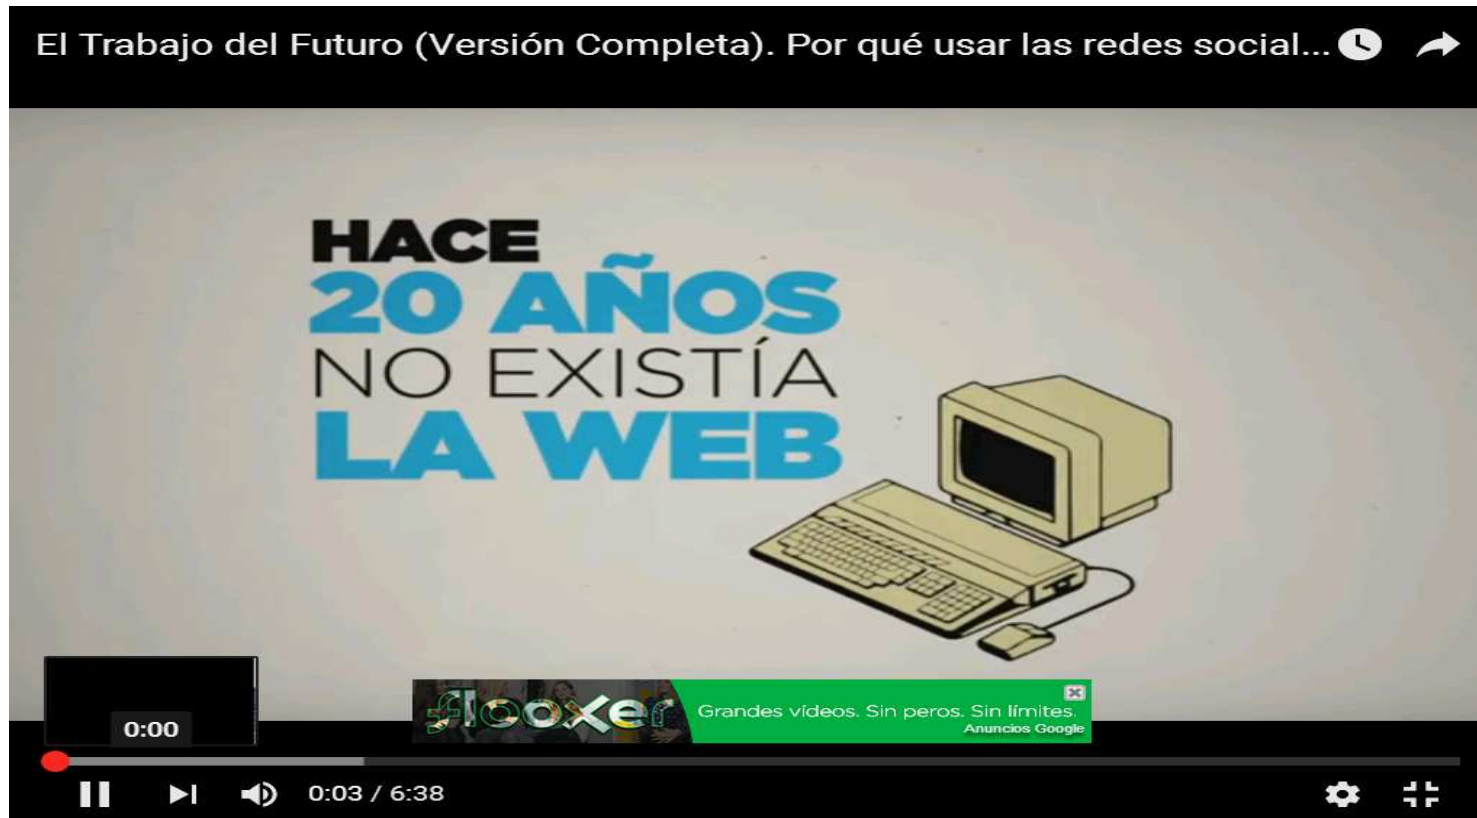 El Trabajo del Futuro (Versión Completa). Por qué usar las redes social...
HACE
20 AÑOS
NO EXISTÍA
LA WEB
flooxer
Grandes vídeos. Sin peros. Sin límites.
Anuncios Google
0:00
0:03 / 6:38